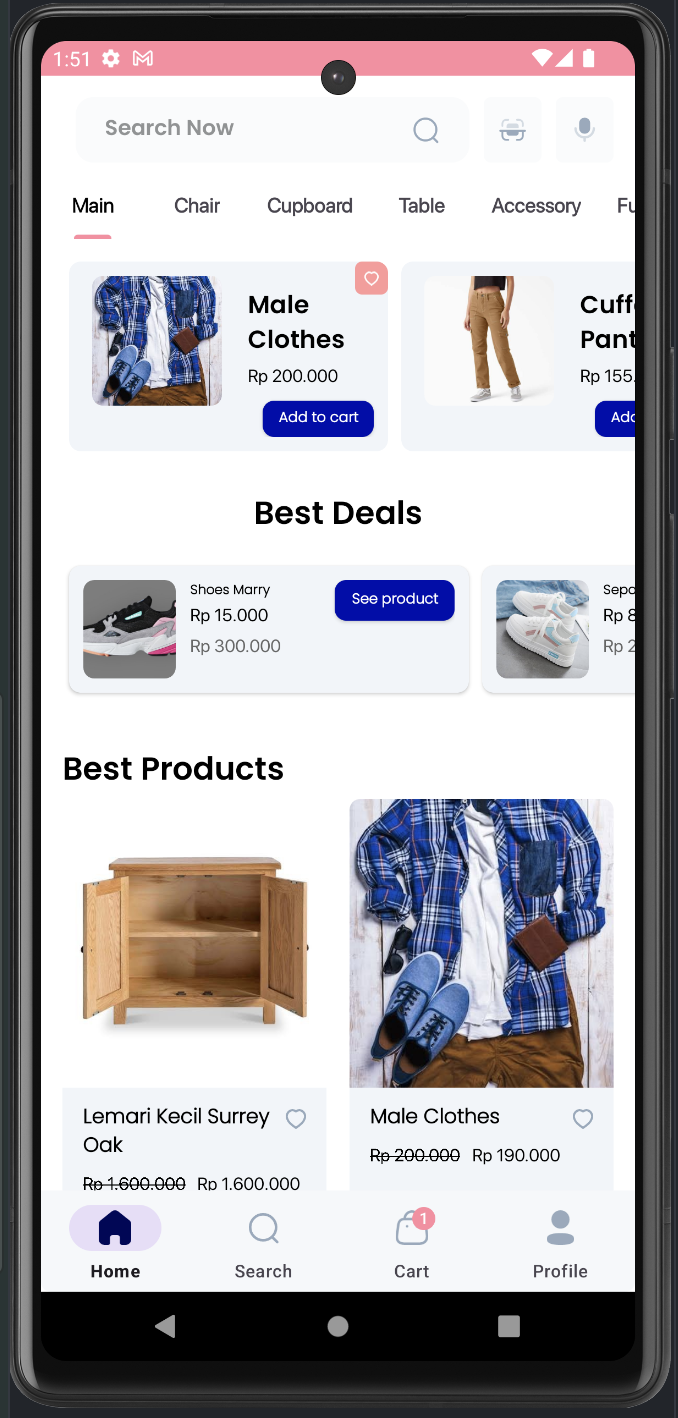 1:51
Search Now
Main Chair Cupboard Table Accessory Fu
Male
Clothes
Rp 200.000
Add to cart
Cuff
Pant
Rp 155.
Add
Best Deals
Shoes Marry
Rp 15.000
Rp 300.000
See product
Sepa
Rp 8
Rp 2
Best Products
Lemari Kecil Surrey
Oak
Rp 1.600.000 Rp 1.600.000
Male Clothes
Rp 200.000 Rp 190.000
1
Home Search Cart Profile